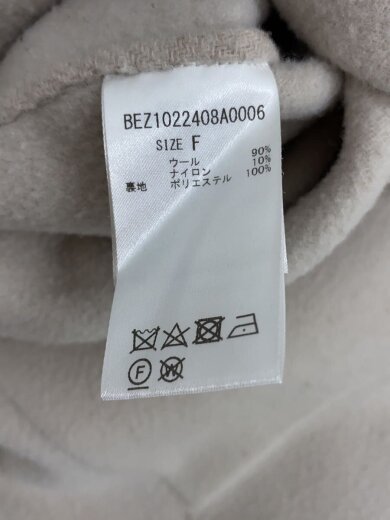 BEZ1022408A0006
SIZE F
ウール 90%
ナイロン 10%
裏地 ポリエステル 100%
F W